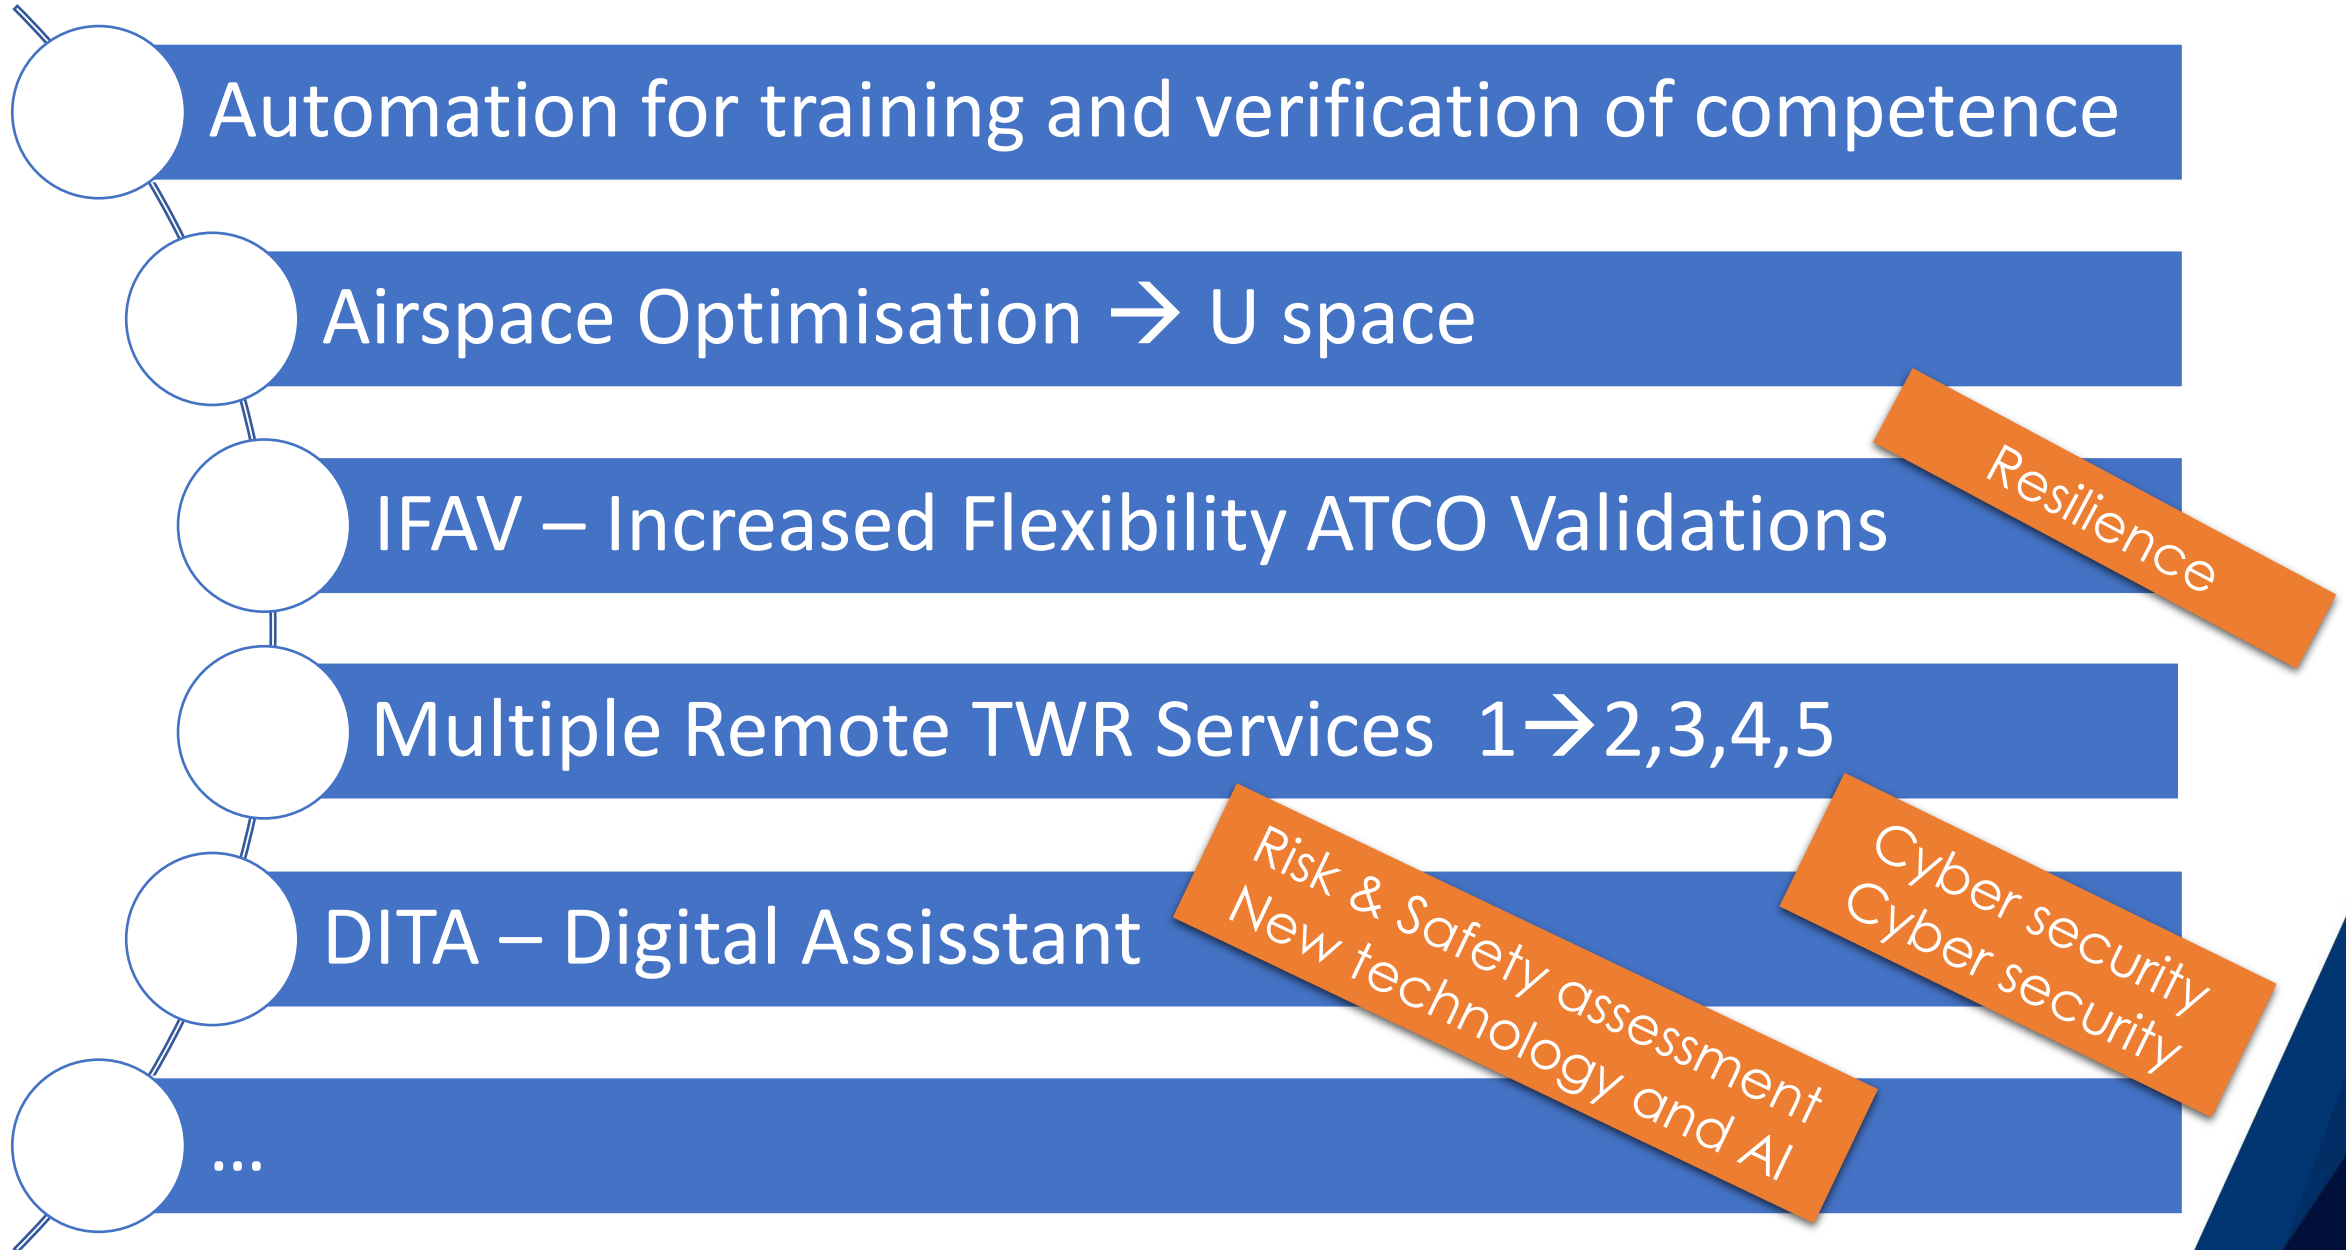 Automation for training and verification of competence
Airspace Optimisation → U space
IFAV – Increased Flexibility ATCO Validations
Resilience
Multiple Remote TWR Services 1→2,3,4,5
DITA – Digital Assisstant
Risk & Safety assessment
New technology and AI
Cyber security
Cyber security
...